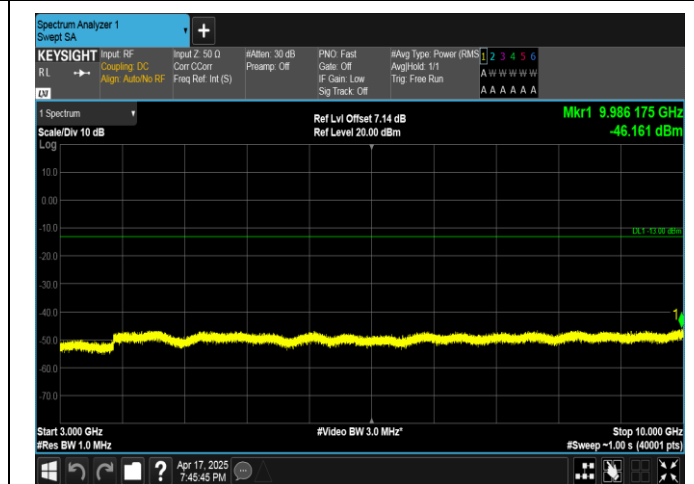 Spectrum Analyzer 1
Swept SA
+
KEYSIGHT Input: RF Input Z: 50 Ω #Atten: 30 dB PNO: Fast #Avg Type: Power (RMS 1 2 3 4 5 6
RL Coupling: DC Corr CCorr Preamp: Off Gate: Off Avg|Hold: 1/1 A W W W W W
Align: Auto/No RF Freq Ref: Int (S) IF Gain: Low Trig: Free Run
LXI Sig Track: Off A A A A A A
1 Spectrum Ref Lvl Offset 7.14 dB Mkr1 9.986 175 GHz
Scale/Div 10 dB Ref Level 20.00 dBm -46.161 dBm
Log
10.0
0.00
-10.0
DL1 -13.00 dBm
-20.0
-30.0
-40.0
1
-50.0
-60.0
-70.0
Start 3.000 GHz #Video BW 3.0 MHz* Stop 10.000 GHz
#Res BW 1.0 MHz #Sweep ~1.00 s (40001 pts)
? Apr 17, 2025
7:45:45 PM